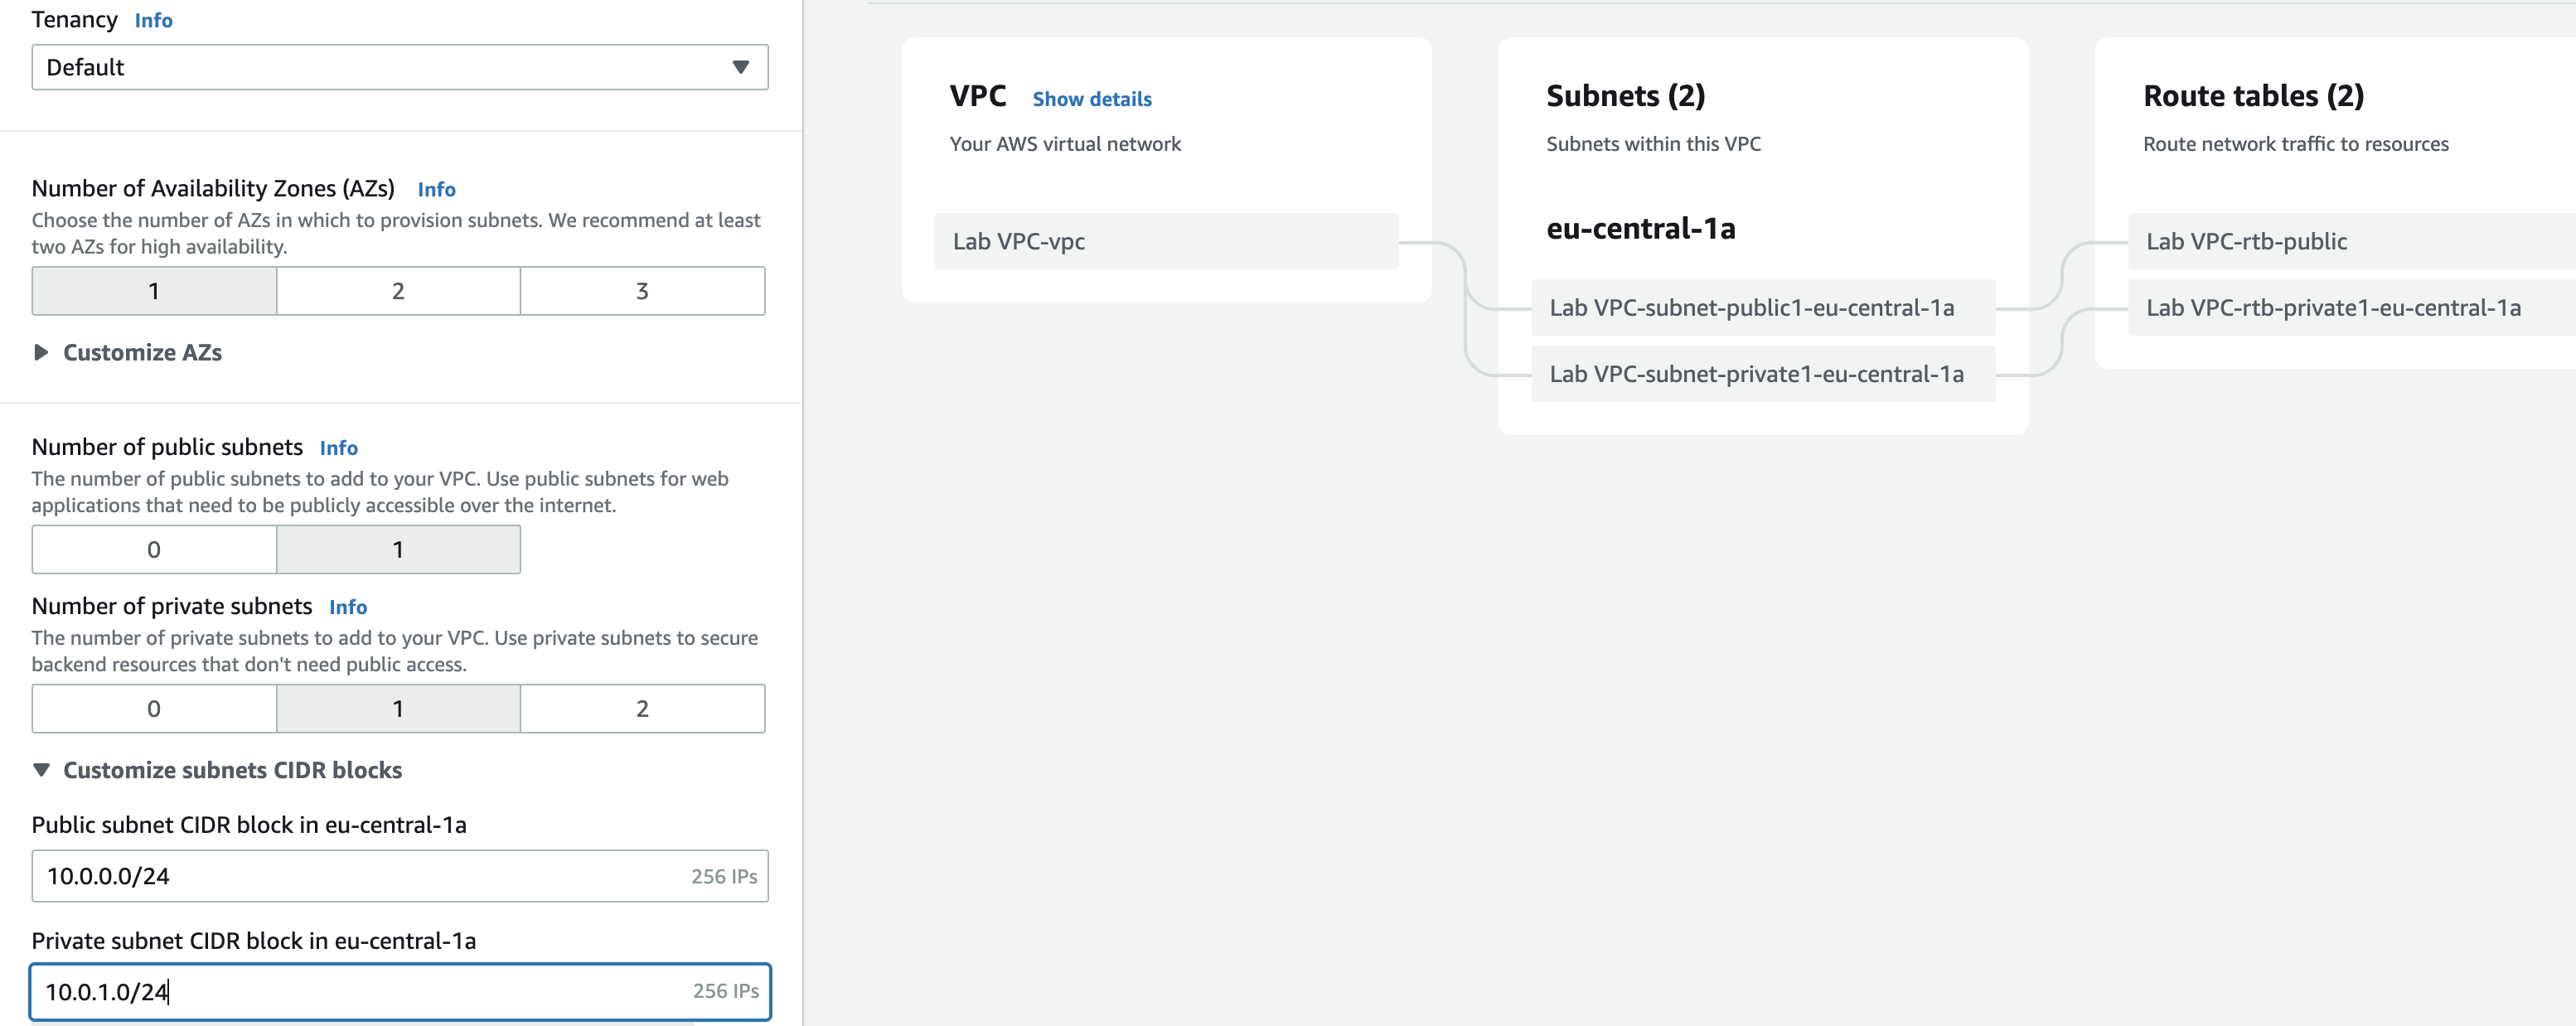 Tenancy Info
Default
Number of Availability Zones (AZs) Info
Choose the number of AZs in which to provision subnets. We recommend at least
two AZs for high availability.
1 2 3
Customize AZs
Number of public subnets Info
The number of public subnets to add to your VPC. Use public subnets for web
applications that need to be publicly accessible over the internet.
0 1
Number of private subnets Info
The number of private subnets to add to your VPC. Use private subnets to secure
backend resources that don't need public access.
0 1 2
Customize subnets CIDR blocks
Public subnet CIDR block in eu-central-1a
10.0.0.0/24 256 IPs
Private subnet CIDR block in eu-central-1a
10.0.1.0/24 256 IPs
VPC Show details
Your AWS virtual network
Lab VPC-vpc
Subnets (2)
Subnets within this VPC
eu-central-1a
Lab VPC-subnet-public1-eu-central-1a
Lab VPC-subnet-private1-eu-central-1a
Route tables (2)
Route network traffic to resources
Lab VPC-rtb-public
Lab VPC-rtb-private1-eu-central-1a